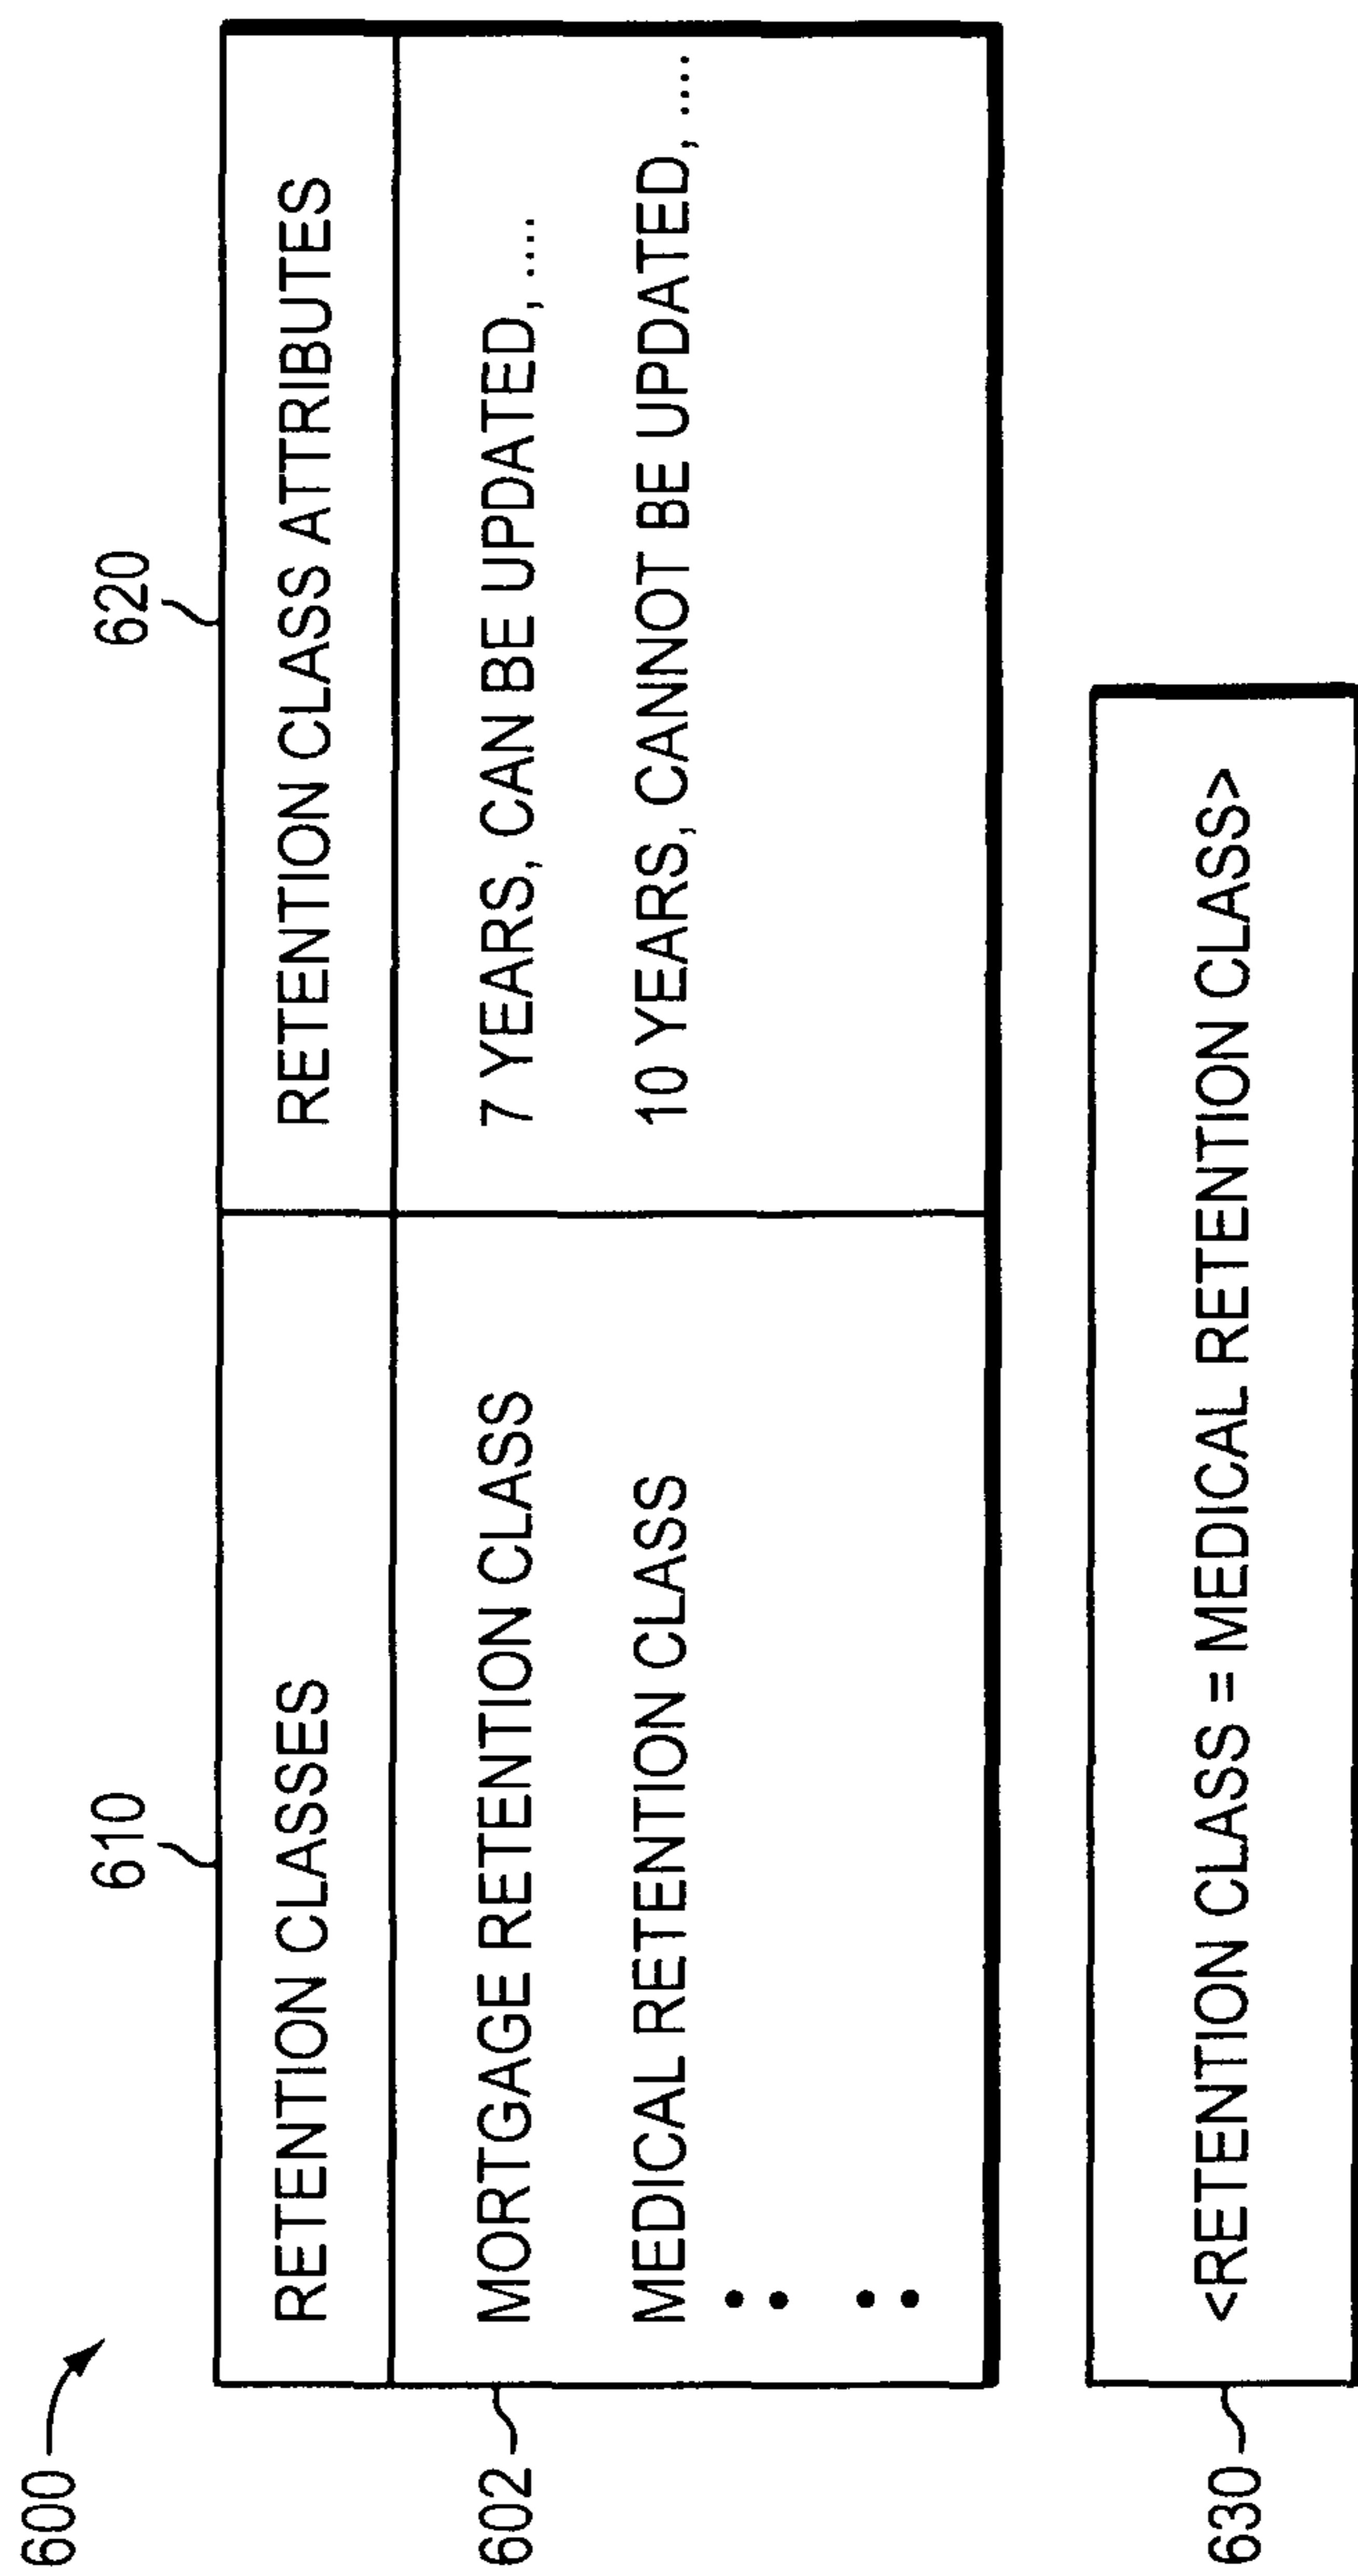 600
610
620
RETENTION CLASSES
RETENTION CLASS ATTRIBUTES
602
MORTGAGE RETENTION CLASS
7 YEARS, CAN BE UPDATED, ....
MEDICAL RETENTION CLASS
10 YEARS, CANNOT BE UPDATED, ....
630
<RETENTION CLASS = MEDICAL RETENTION CLASS>